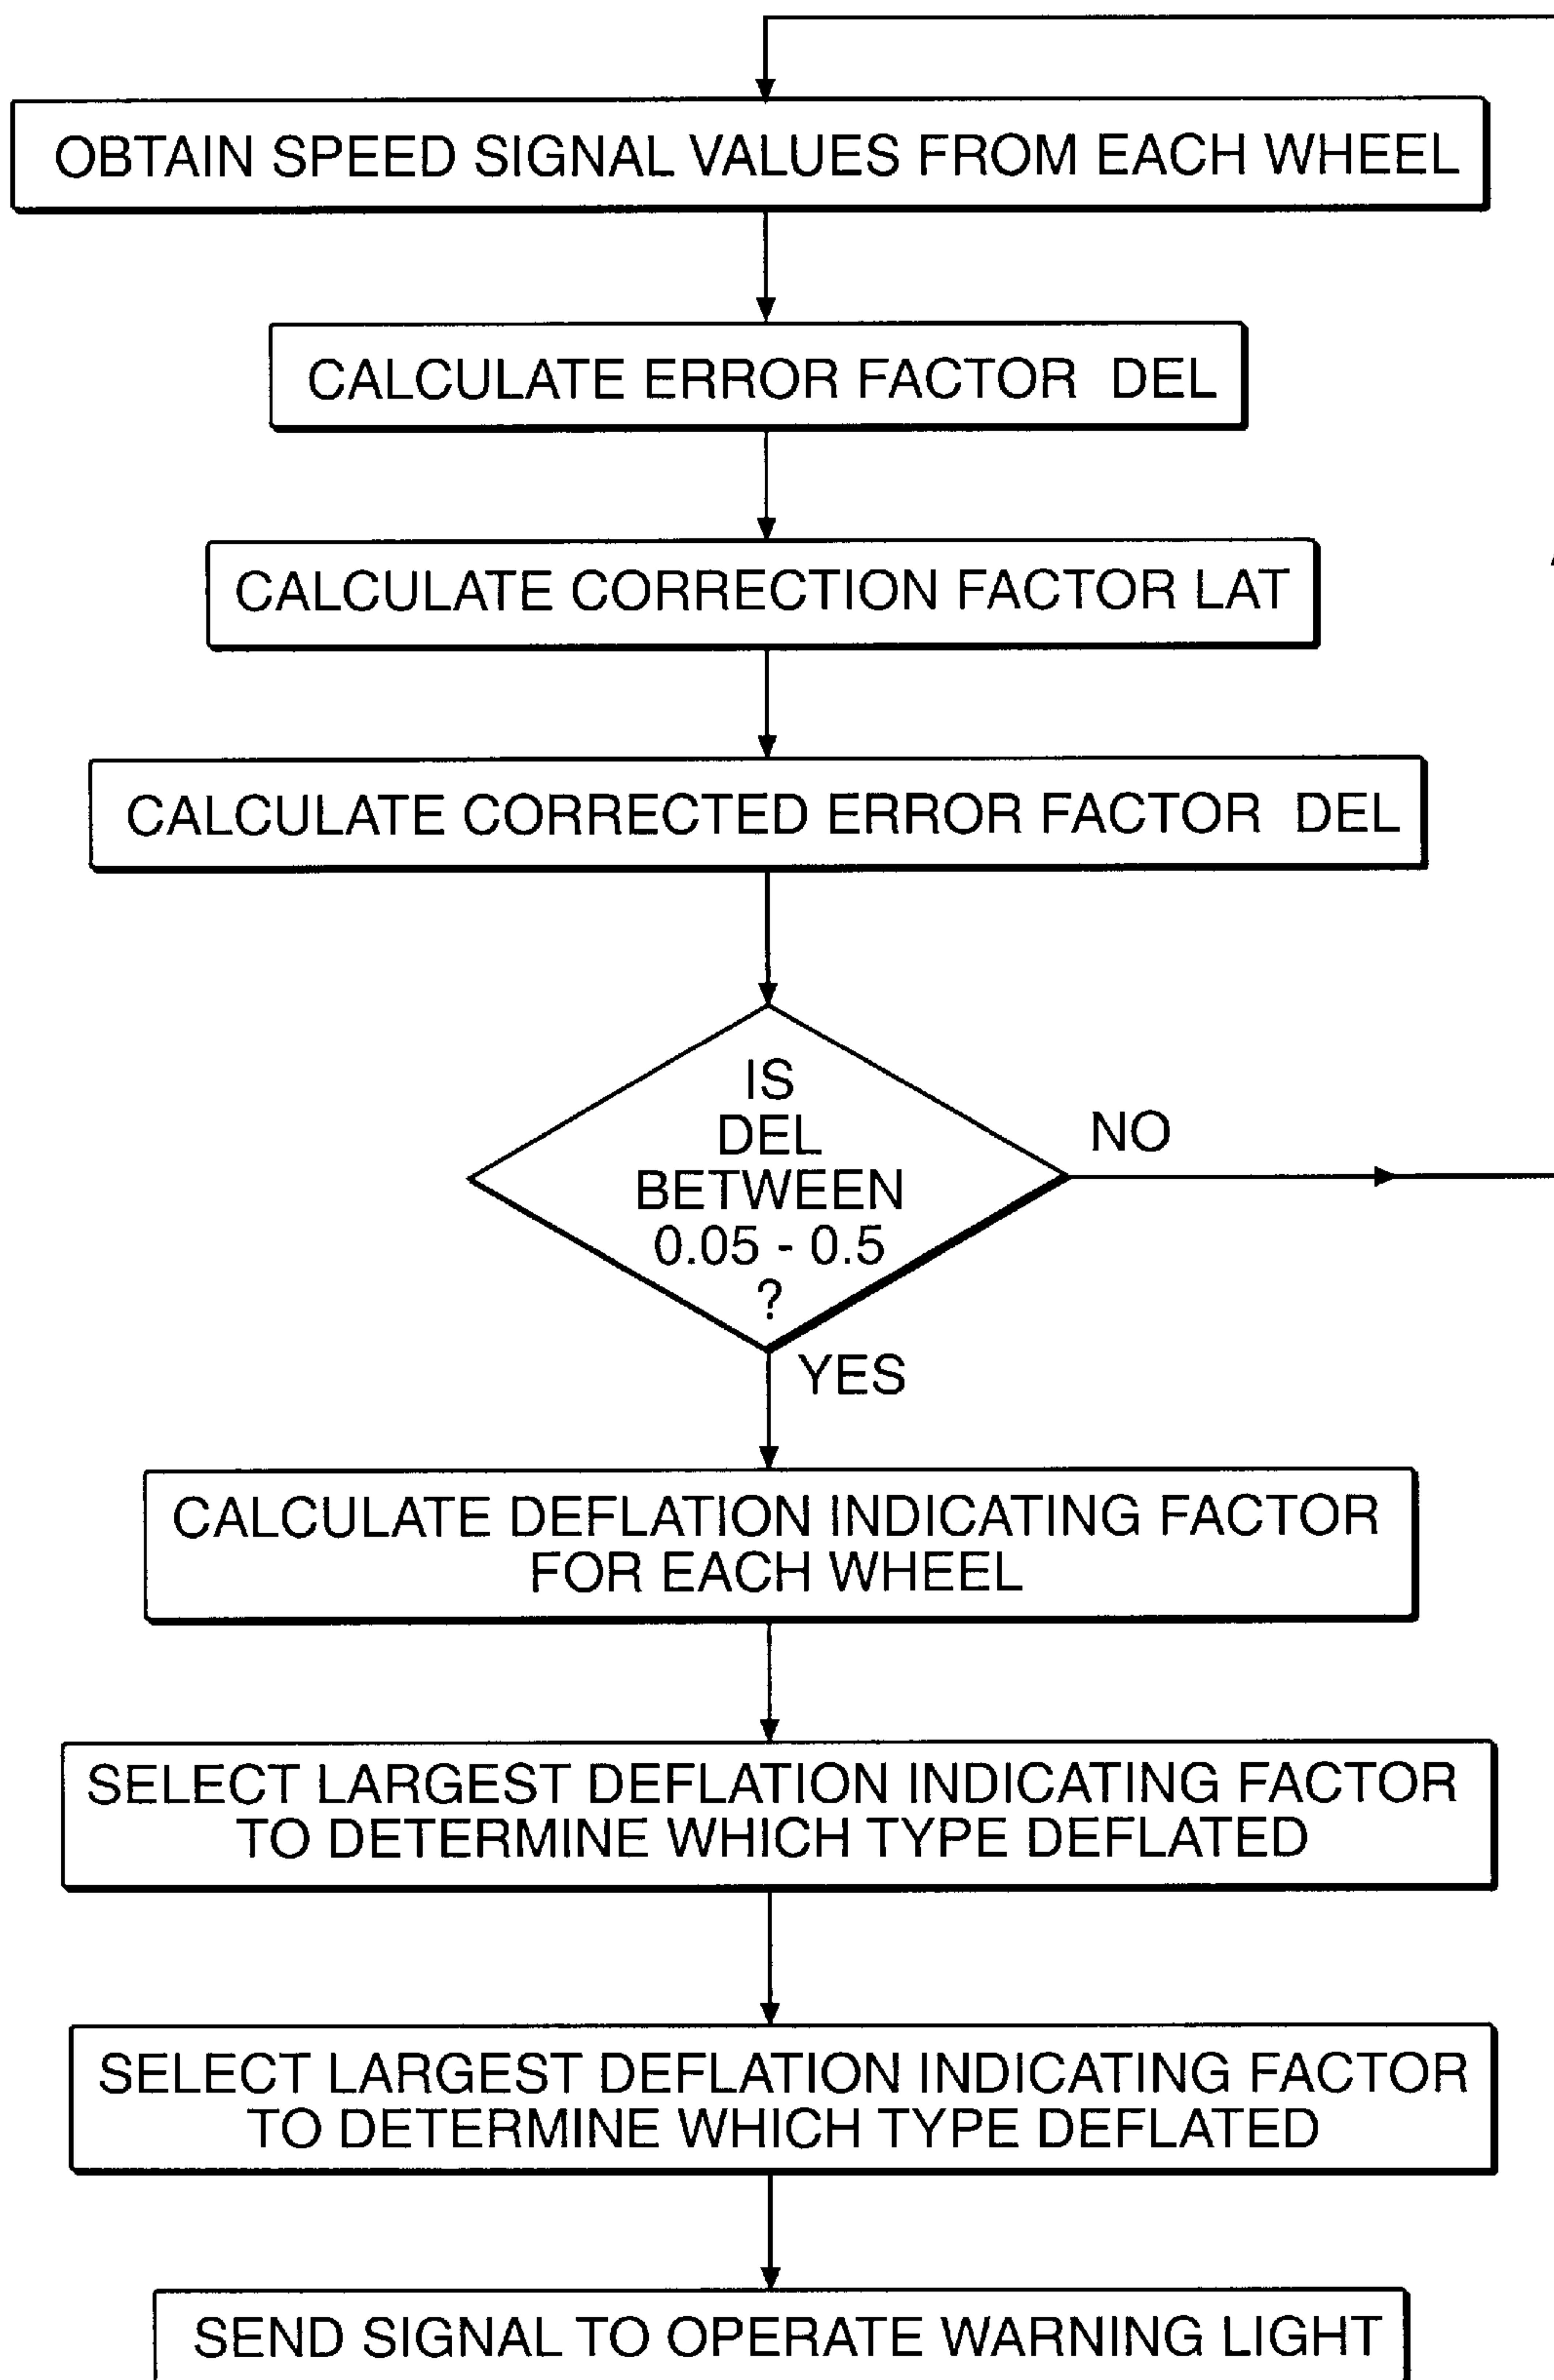 OBTAIN SPEED SIGNAL VALUES FROM EACH WHEEL
CALCULATE ERROR FACTOR DEL
CALCULATE CORRECTION FACTOR LAT
CALCULATE CORRECTED ERROR FACTOR DEL
IS
DEL
BETWEEN
0.05 - 0.5
?
NO
YES
CALCULATE DEFLATION INDICATING FACTOR
FOR EACH WHEEL
SELECT LARGEST DEFLATION INDICATING FACTOR
TO DETERMINE WHICH TYPE DEFLATED
SELECT LARGEST DEFLATION INDICATING FACTOR
TO DETERMINE WHICH TYPE DEFLATED
SEND SIGNAL TO OPERATE WARNING LIGHT